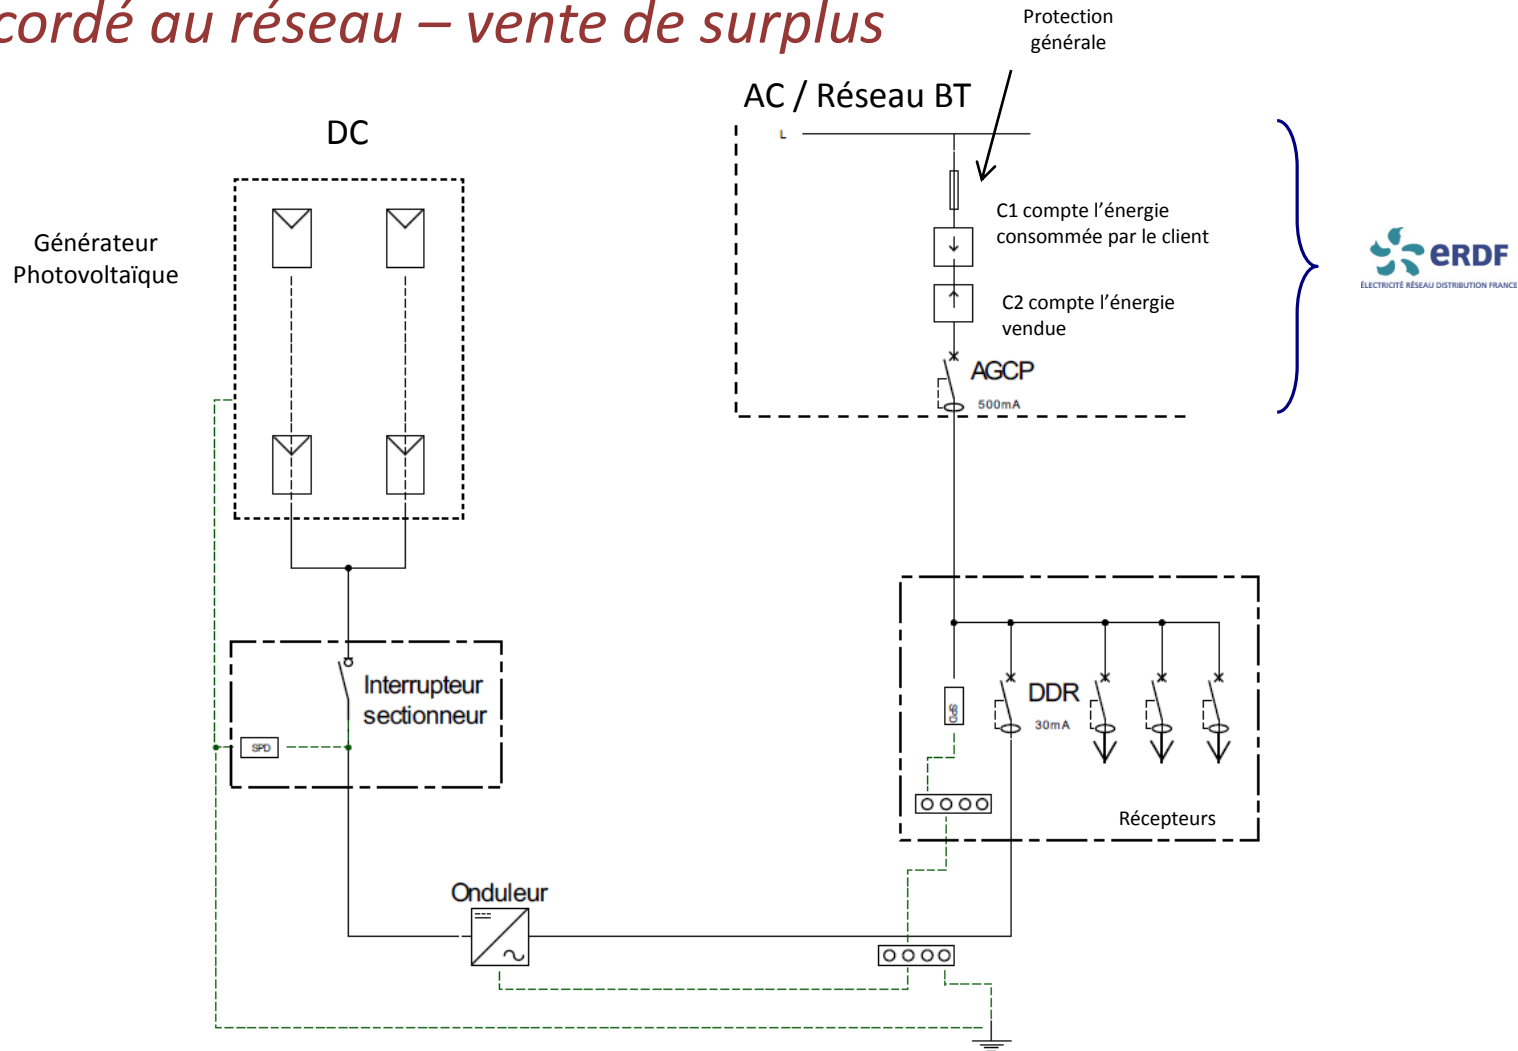 cordé au réseau – vente de surplus
Protection
générale
AC / Réseau BT
L
DC
Générateur
Photovoltaïque
C1 compte l’énergie
consommée par le client
C2 compte l’énergie
vendue
eRDF
ÉLECTRICITÉ RÉSEAU DISTRIBUTION FRANCE
AGCP
500mA
Interrupteur
sectionneur
SPD
SPD
DDR
30mA
Récepteurs
Onduleur